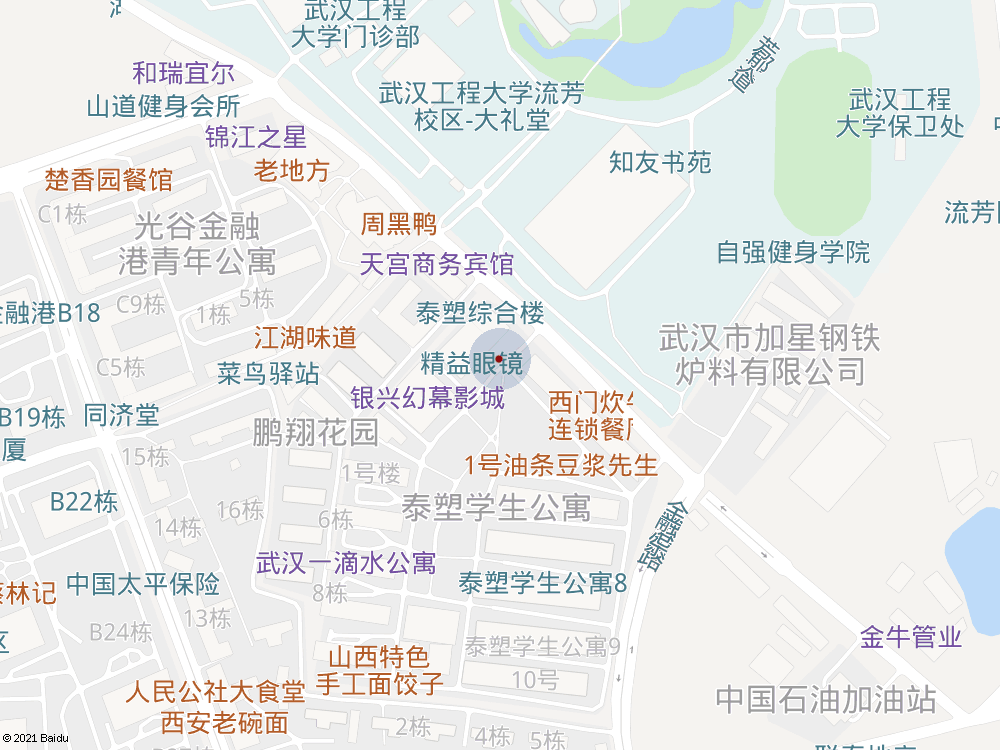 武汉工程
大学门诊部
芳都道
和瑞宜尔
山道健身会所
武汉工程大学流芳
校区-大礼堂
武汉工程
大学保卫处
锦江之星
老地方
知友书苑
楚香园餐馆
C1栋
光谷金融
港青年公寓
周黑鸭
天宫商务宾馆
自强健身学院
流芳
C9栋
5栋
1栋
融港B18
泰塑综合楼
江湖味道
武汉市加星钢铁
炉料有限公司
C5栋
菜鸟驿站
精益眼镜
银兴幻幕影城
西门炊
连锁餐
B19栋
厦
同济堂
鹏翔花园
15栋
1号楼
1号油条豆浆先生
B22栋
16栋
14栋
6栋
泰塑学生公寓
金融港路
武汉一滴水公寓
泰塑学生公寓8
中国太平保险
林记
8栋
13栋
B24栋
区
泰塑学生公寓9
10号
金牛管业
山西特色
手工面饺子
人民公社大食堂
西安老碗面
中国石油加油站
2栋
4栋
5栋
© 2021 Baidu